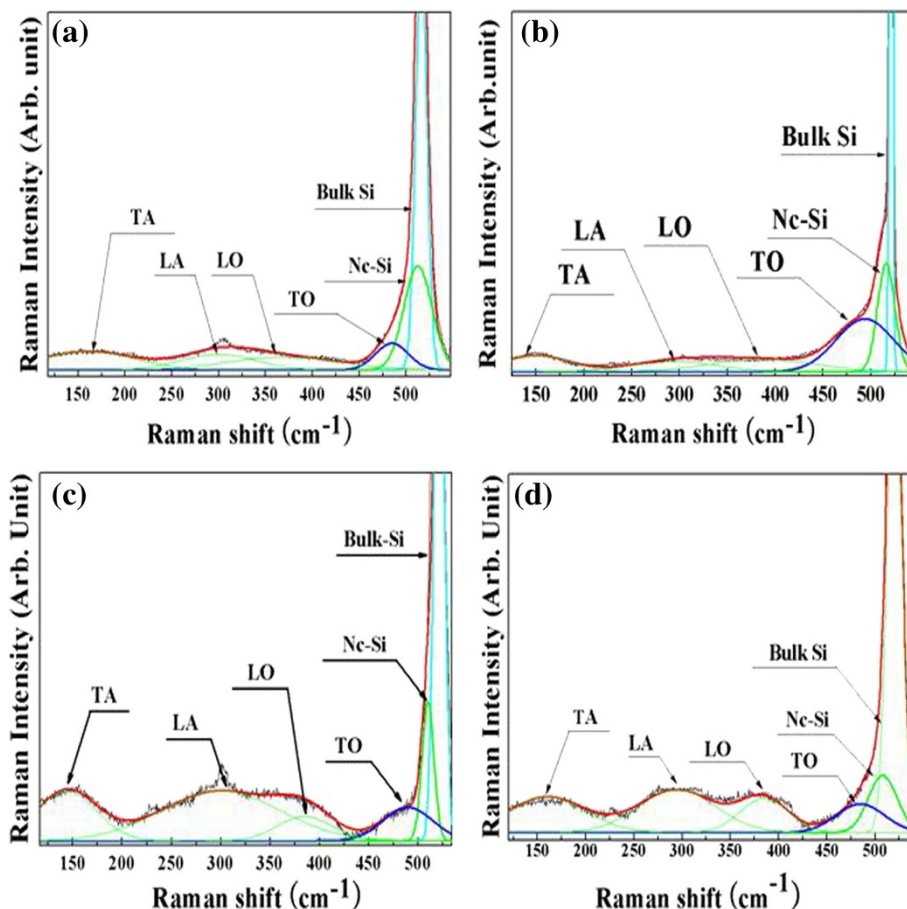 (a)
Raman Intensity (Arb. unit)
Bulk Si
TA
Nc-Si
LA
LO
TO
150 200 250 300 350 400 450 500
Raman shift (cm⁻¹)
(b)
Raman Intensity (Arb.unit)
Bulk Si
Nc-Si
LA
LO
TO
TA
150 200 250 300 350 400 450 500
Raman shift (cm⁻¹)
(c)
Raman Intensity (Arb. Unit)
Bulk-Si
Nc-Si
LO
TA
LA
TO
150 200 250 300 350 400 450 500
Raman shift (cm⁻¹)
(d)
Raman Intensity (Arb. Unit)
Bulk Si
Nc-Si
TA
LA
LO
TO
150 200 250 300 350 400 450 500
Raman shift (cm⁻¹)